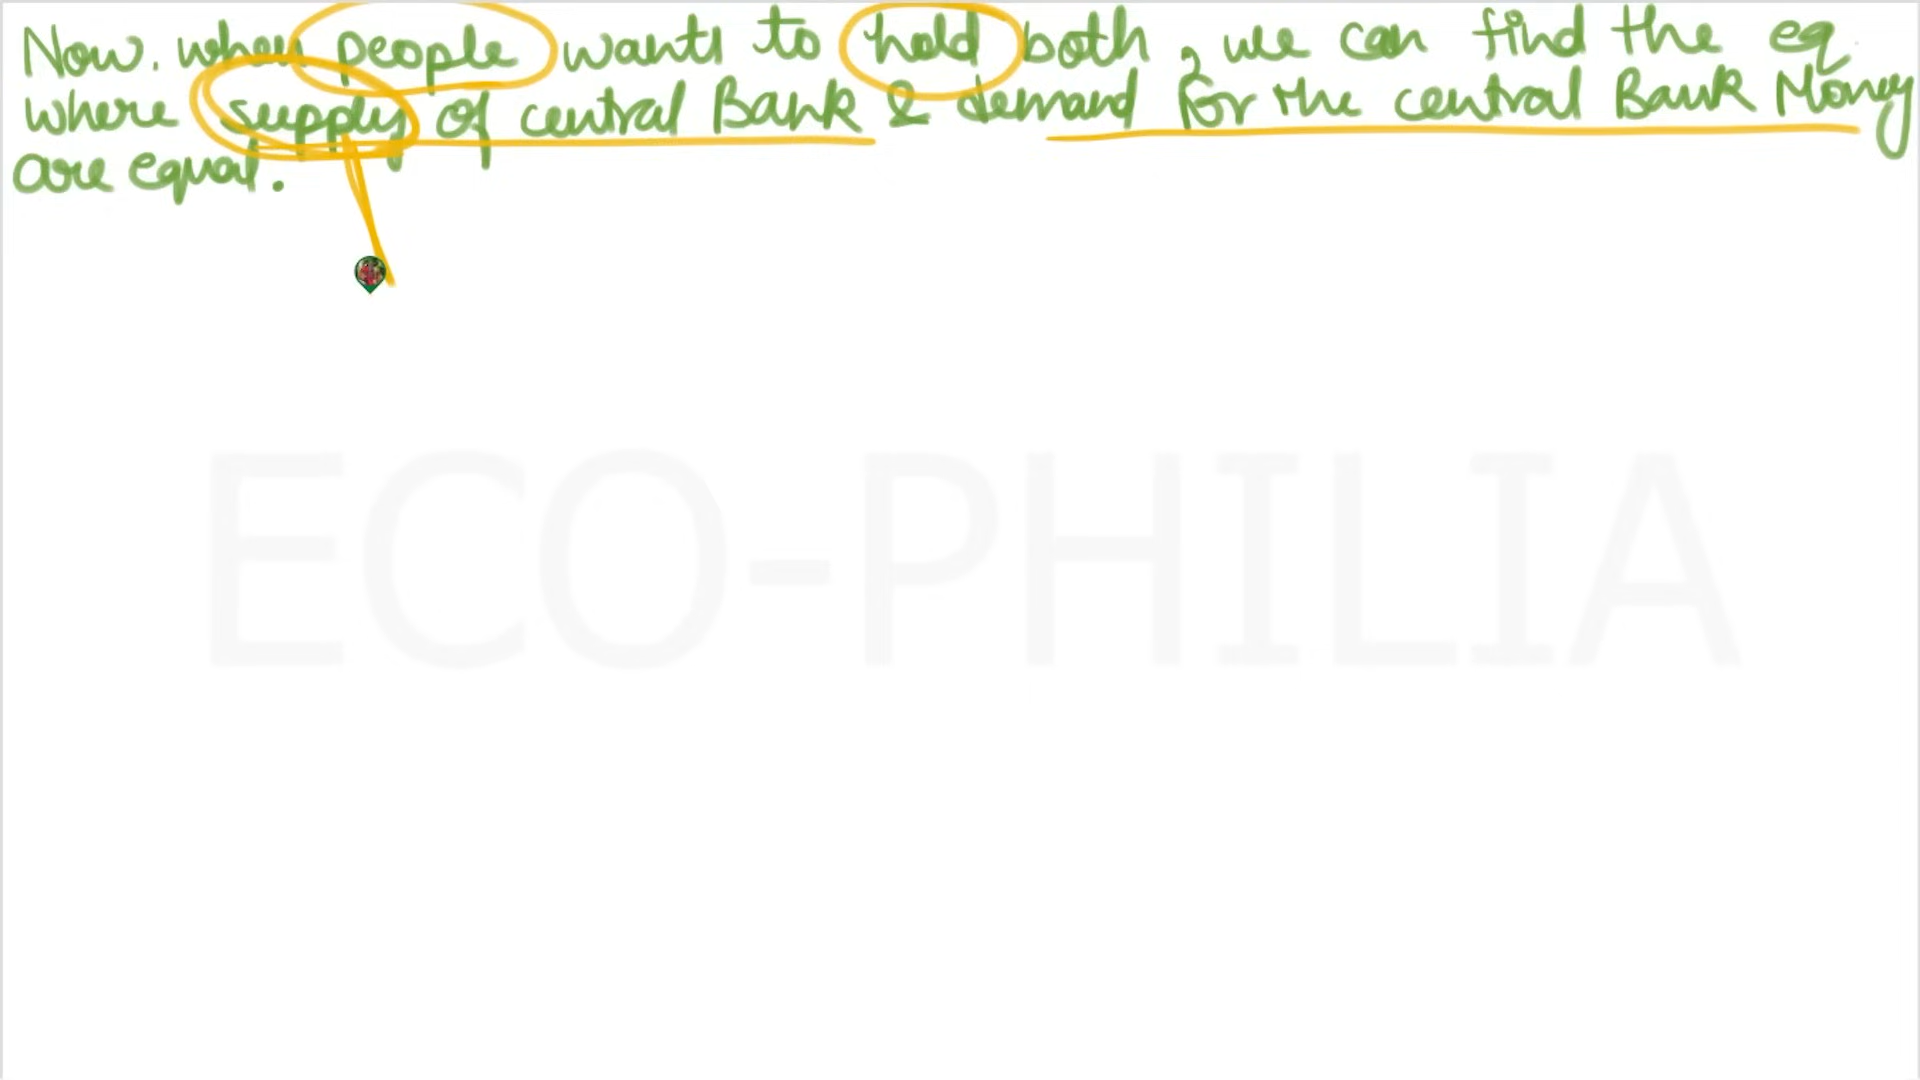 Now. when people wants to hold both, we can find the eq.
where supply of central Bank & demand for the central Bank Money
are equal.
ECO-PHILIA